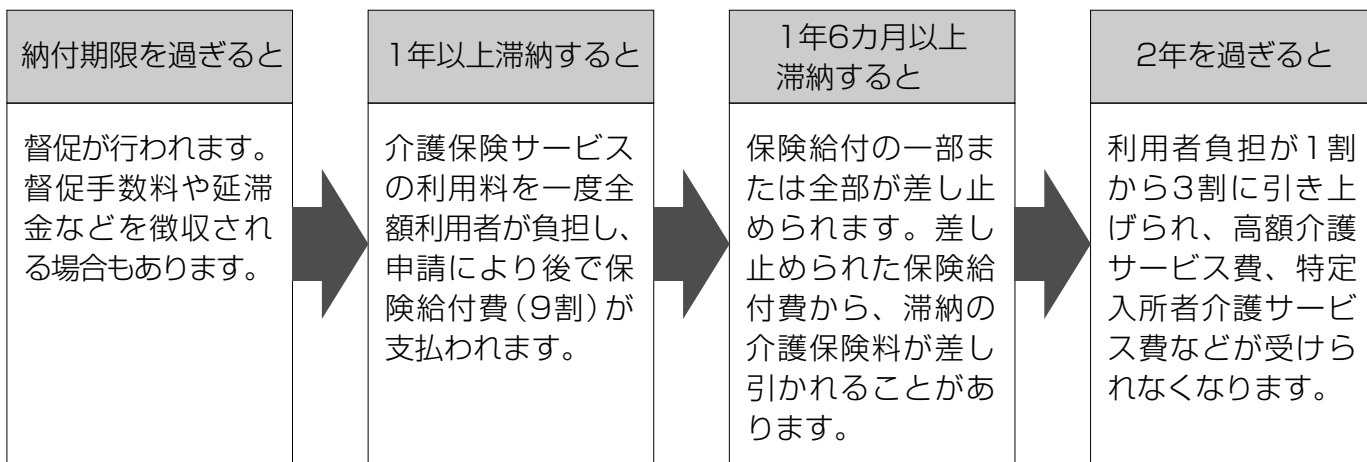 納付期限を過ぎると
督促が行われます。
督促手数料や延滞
金などを徴収され
る場合もあります。
1年以上滞納すると
介護保険サービス
の利用料を一度全
額利用者が負担し、
申請により後で保
険給付費（9割）が
支払われます。
1年6カ月以上
滞納すると
保険給付の一部ま
たは全部が差し止
められます。差し
止められた保険給
付費から、滞納の
介護保険料が差し
引かれることがあ
ります。
2年を過ぎると
利用者負担が1割
から3割に引き上
げられ、高額介護
サービス費、特定
入所者介護サービ
ス費などが受けら
れなくなります。